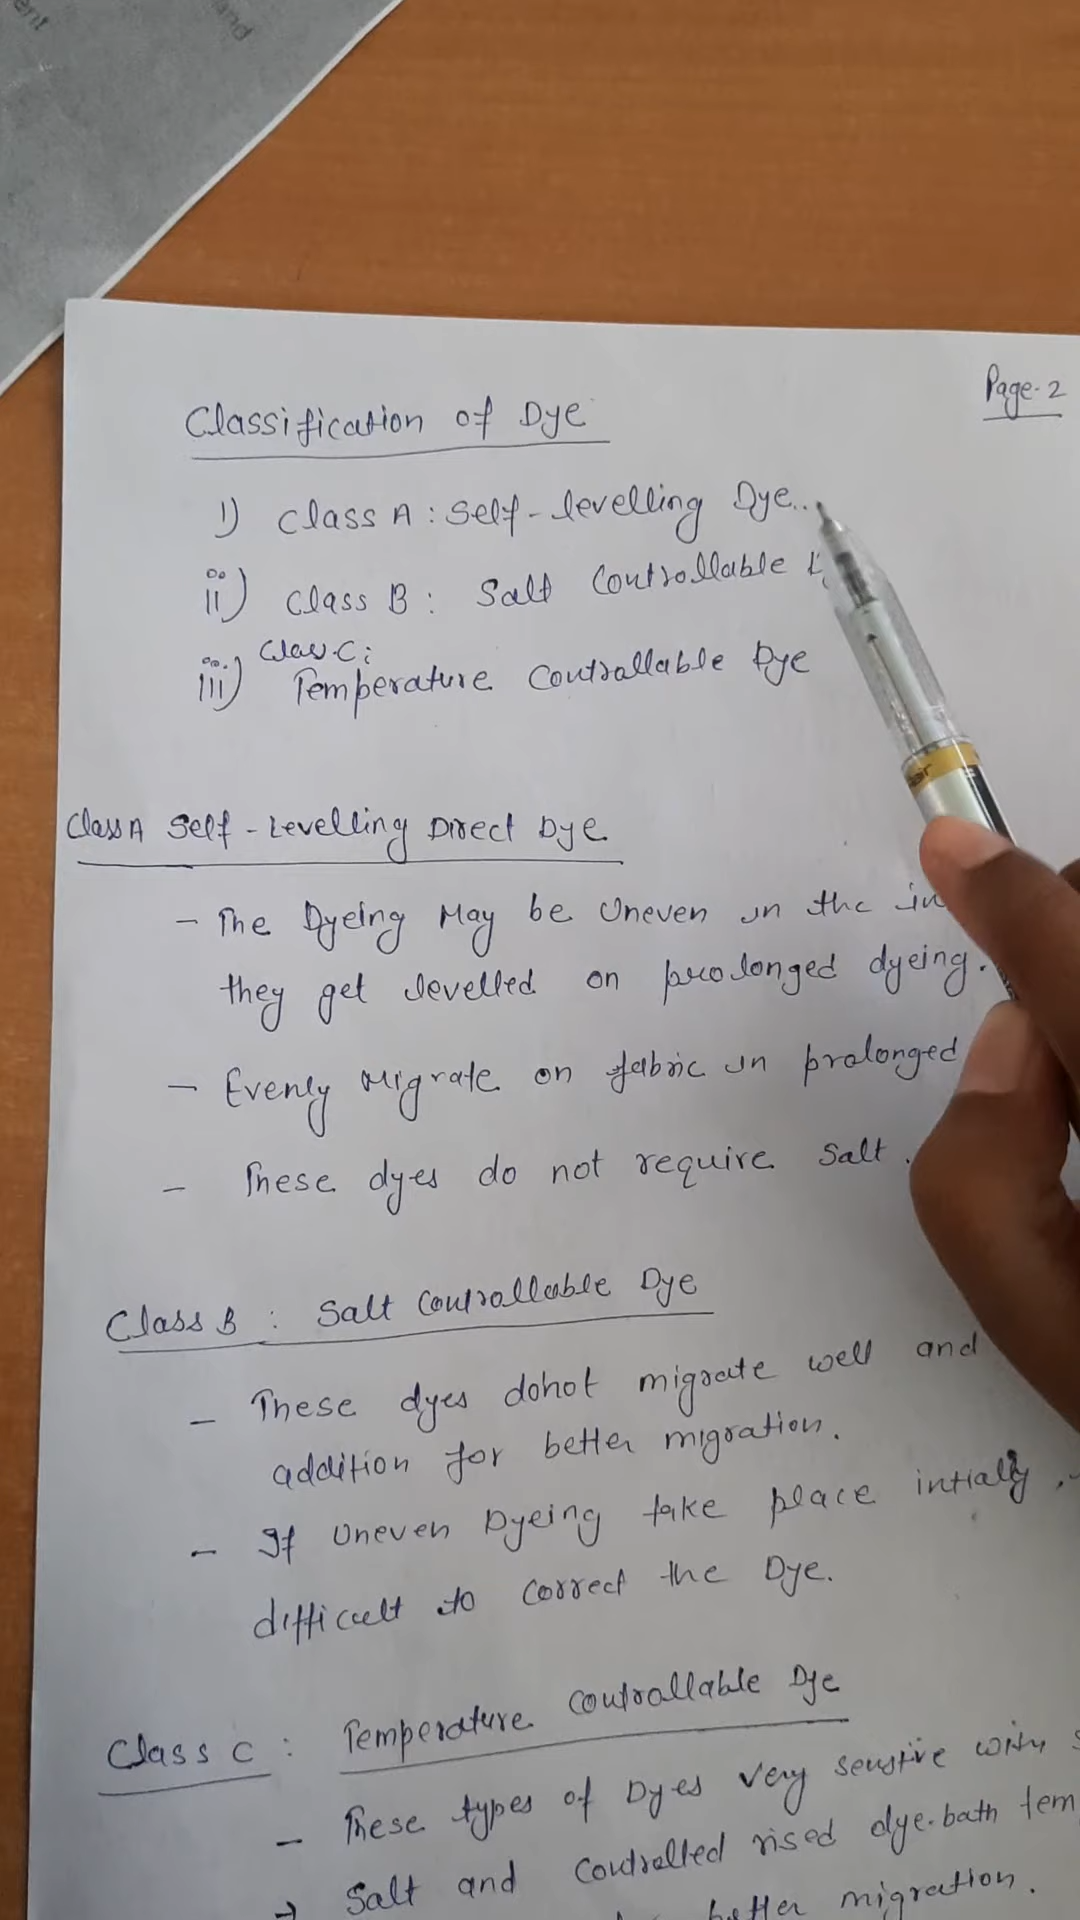 ent
and
Page-2
Classification of Dye
i) Class A : Self-levelling Dye..
ii) Class B : Salt Controllable
Class C:
iii) Temperature Controllable Dye
Class A Self-Levelling Direct Dye
- The Dyeing May be Uneven in the in
they get levelled on prolonged dyeing.
- Evenly Migrate on fabric in prolonged
- These dyes do not require Salt.
Class B : Salt Controllable Dye
- These dyes donot migrate well and
addition for better migration.
- If Uneven Dyeing take place intially,
difficult to correct the Dye.
Class C : Temperature Controllable Dye
- These types of Dyes very senstive with s
→ Salt and Controlled rised dye-bath tem
better migration.